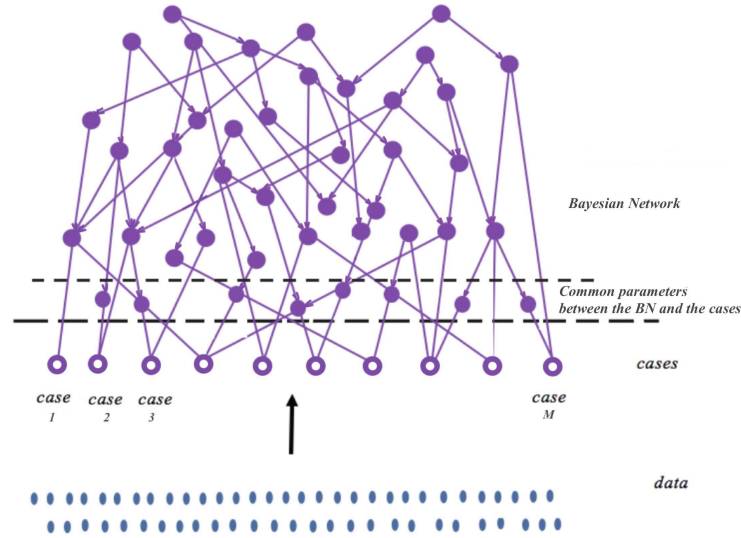 Bayesian Network
Common parameters
between the BN and the cases
cases
case case case case
1 2 3 M
data